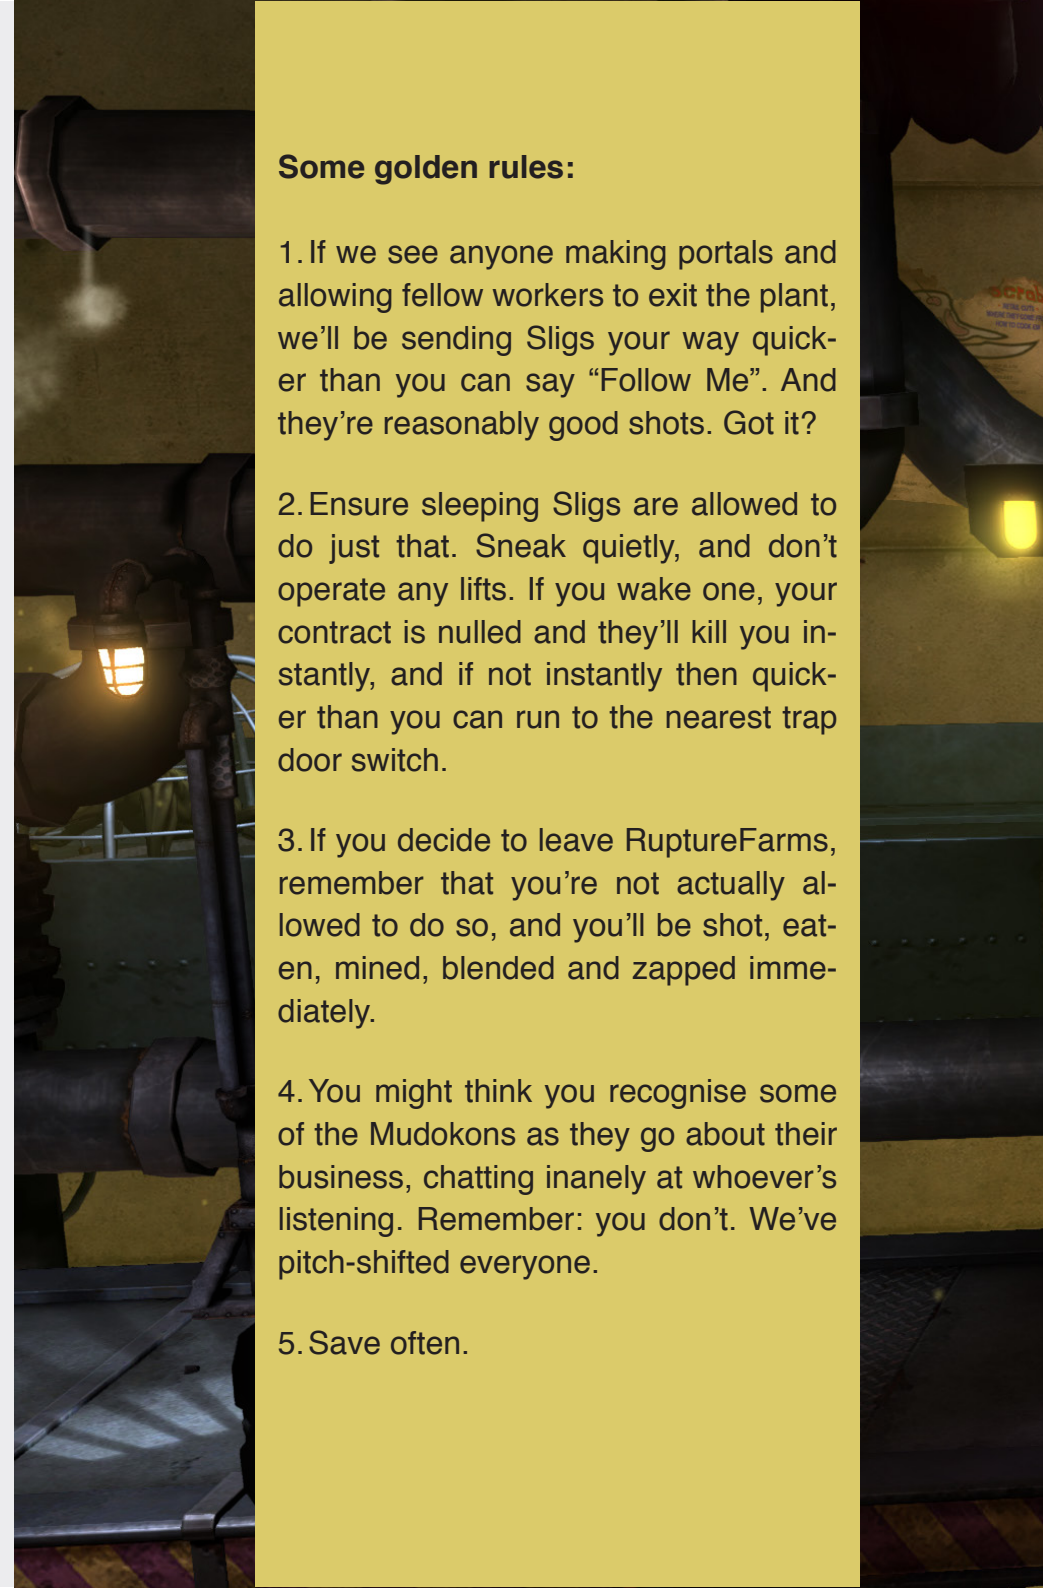 Some golden rules:
1. If we see anyone making portals and
allowing fellow workers to exit the plant,
we’ll be sending Sligs your way quick-
er than you can say “Follow Me”. And
they’re reasonably good shots. Got it?
2. Ensure sleeping Sligs are allowed to
do just that. Sneak quietly, and don’t
operate any lifts. If you wake one, your
contract is nulled and they’ll kill you in-
stantly, and if not instantly then quick-
er than you can run to the nearest trap
door switch.
3. If you decide to leave RuptureFarms,
remember that you’re not actually al-
lowed to do so, and you’ll be shot, eat-
en, mined, blended and zapped imme-
diately.
4. You might think you recognise some
of the Mudokons as they go about their
business, chatting inanely at whoever’s
listening. Remember: you don’t. We’ve
pitch-shifted everyone.
5. Save often.